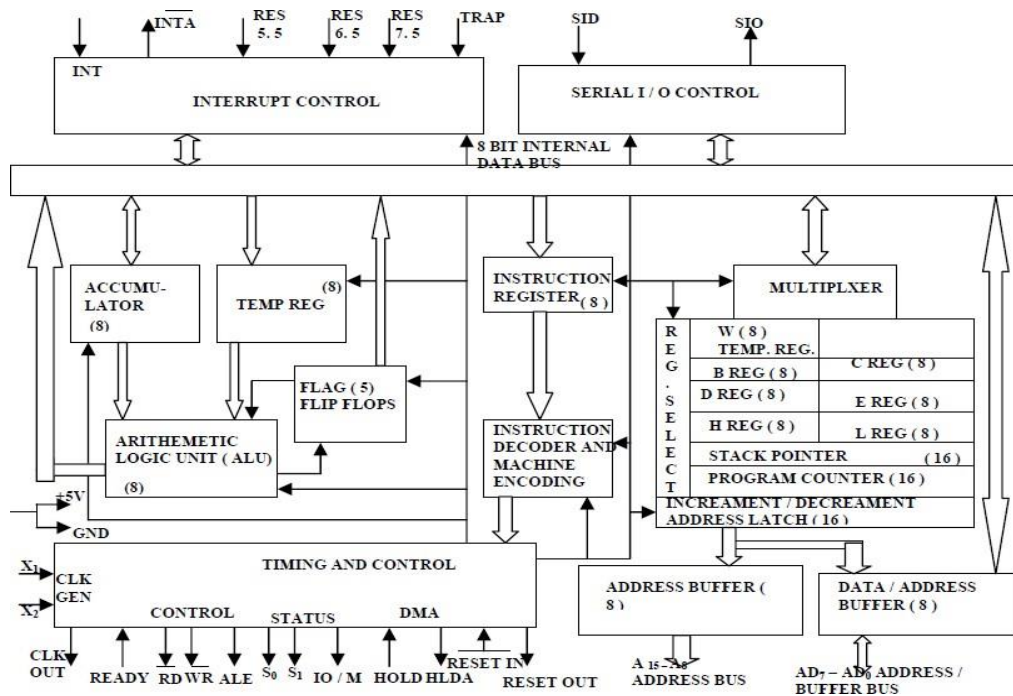 INTA
RES
5. 5
RES
6. 5
RES
7. 5
TRAP
SID
SIO
INT
INTERRUPT CONTROL
SERIAL I / O CONTROL
8 BIT INTERNAL
DATA BUS
ACCUMU-
LATOR
(8)
(8)
TEMP REG
INSTRUCTION
REGISTER ( 8 )
MULTIPLXER
R
E
G
.
S
E
L
E
C
T
W ( 8 )
TEMP. REG.
B REG ( 8 )
C REG ( 8 )
D REG ( 8 )
E REG ( 8 )
H REG ( 8 )
L REG ( 8 )
STACK POINTER
( 16 )
PROGRAM COUNTER ( 16 )
INCREAMENT / DECREAMENT
ADDRESS LATCH ( 16 )
FLAG ( 5 )
FLIP FLOPS
ARITHEMETIC
LOGIC UNIT ( ALU)
(8)
INSTRUCTION
DECODER AND
MACHINE
ENCODING
+5V
GND
X1
X2
CLK
GEN
TIMING AND CONTROL
CONTROL
STATUS
DMA
ADDRESS BUFFER (
8 )
DATA / ADDRESS
BUFFER ( 8 )
CLK
OUT
READY
RD
WR
ALE
S0
S1
IO / M
HOLD
HLDA
RESET IN
RESET OUT
A 15 – A8
ADDRESS BUS
AD7 – AD0 ADDRESS /
BUFFER BUS